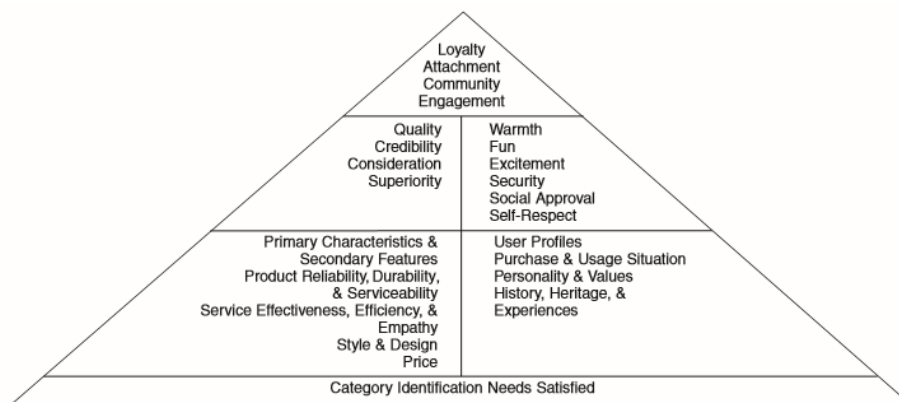 Loyalty
Attachment
Community
Engagement
Quality
Credibility
Consideration
Superiority
Warmth
Fun
Excitement
Security
Social Approval
Self-Respect
Primary Characteristics &
Secondary Features
Product Reliability, Durability,
& Serviceability
Service Effectiveness, Efficiency, &
Empathy
Style & Design
Price
User Profiles
Purchase & Usage Situation
Personality & Values
History, Heritage, &
Experiences
Category Identification Needs Satisfied